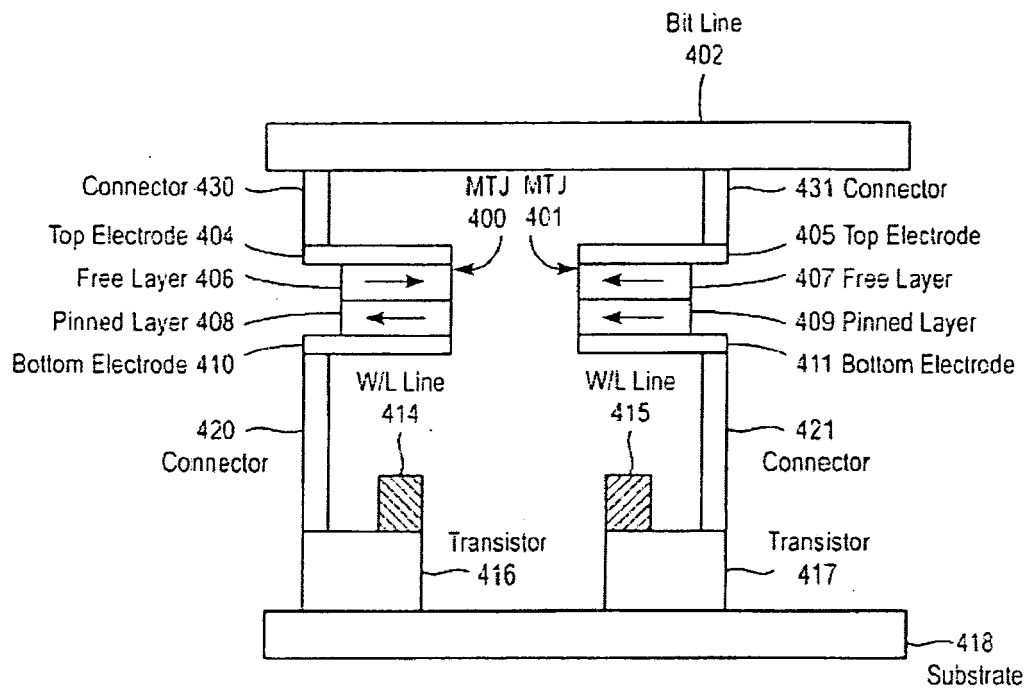 Bit Line
402
Connector 430
MTJ
400
MTJ
401
431 Connector
Top Electrode 404
405 Top Electrode
Free Layer 406
407 Free Layer
Pinned Layer 408
409 Pinned Layer
Bottom Electrode 410
411 Bottom Electrode
W/L Line
414
W/L Line
415
420
Connector
421
Connector
Transistor
416
Transistor
417
418
Substrate